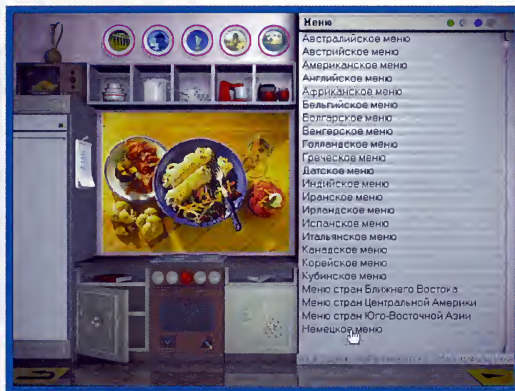 Меню
Австралийское меню
Австрийское меню
Американское меню
Английское меню
Африканское меню
Бельгийское меню
Болгарское меню
Венгерское меню
Голландское меню
Греческое меню
Датское меню
Индийское меню
Иранское меню
Ирландское меню
Испанское меню
Итальянское меню
Канадское меню
Корейское меню
Кубинское меню
Меню стран Ближнего Востока
Меню стран Центральной Америки
Меню стран Юго-Восточной Азии
Немецкое меню